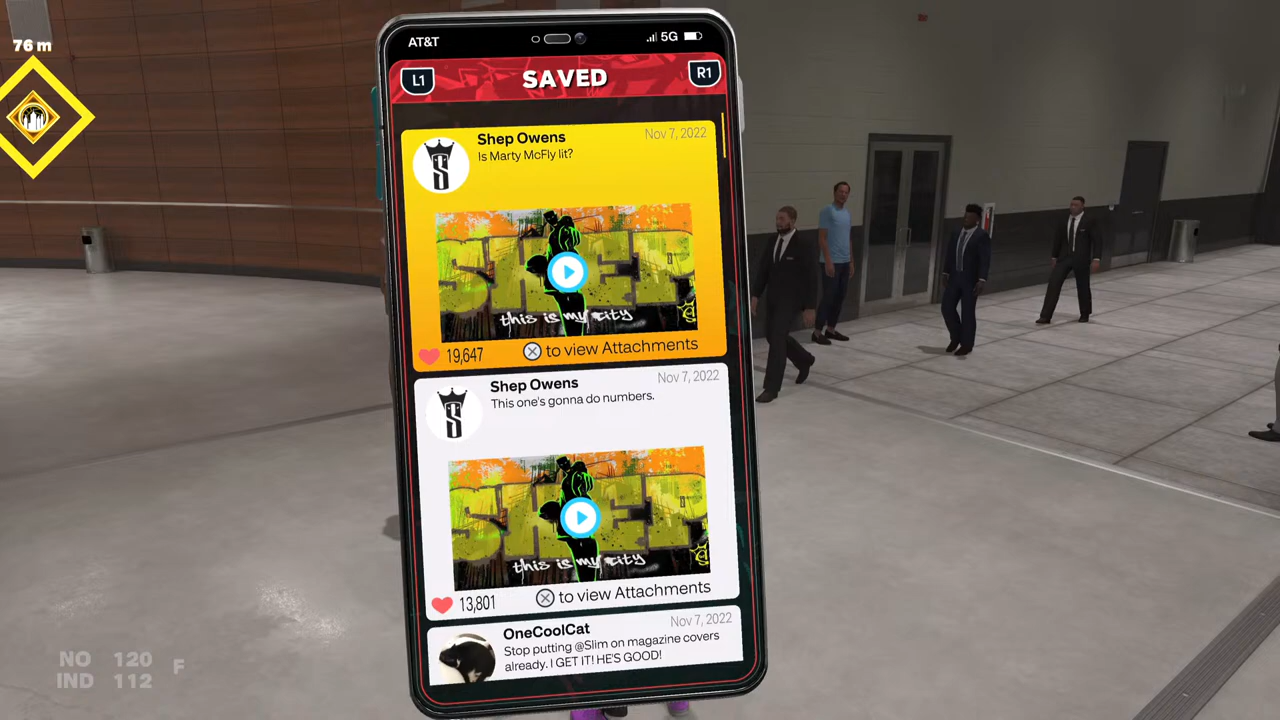 76 m
AT&T
5G
L1
SAVED
R1
Shep Owens
Nov 7, 2022
Is Marty McFly lit?
SHEP
this is my city
19,647
to view Attachments
Shep Owens
Nov 7, 2022
This one's gonna do numbers.
SHEP
this is my city
13,801
to view Attachments
OneCoolCat
Nov 7, 2022
Stop putting @Slim on magazine covers
already. I GET IT! HE'S GOOD!
NO 120 F
IND 112